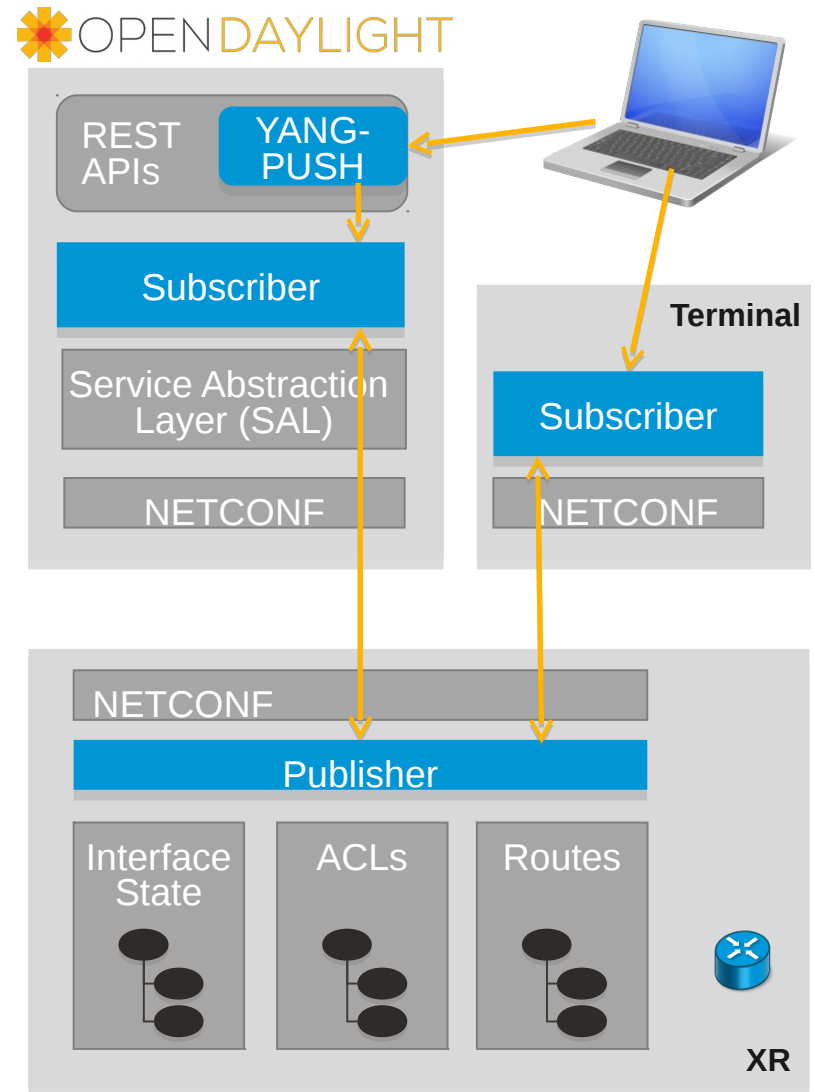 OPENDAYLIGHT
REST
APIs
YANG-
PUSH
Subscriber
Service Abstraction
Layer (SAL)
NETCONF
Terminal
Subscriber
NETCONF
NETCONF
Publisher
Interface
State
ACLs
Routes
XR